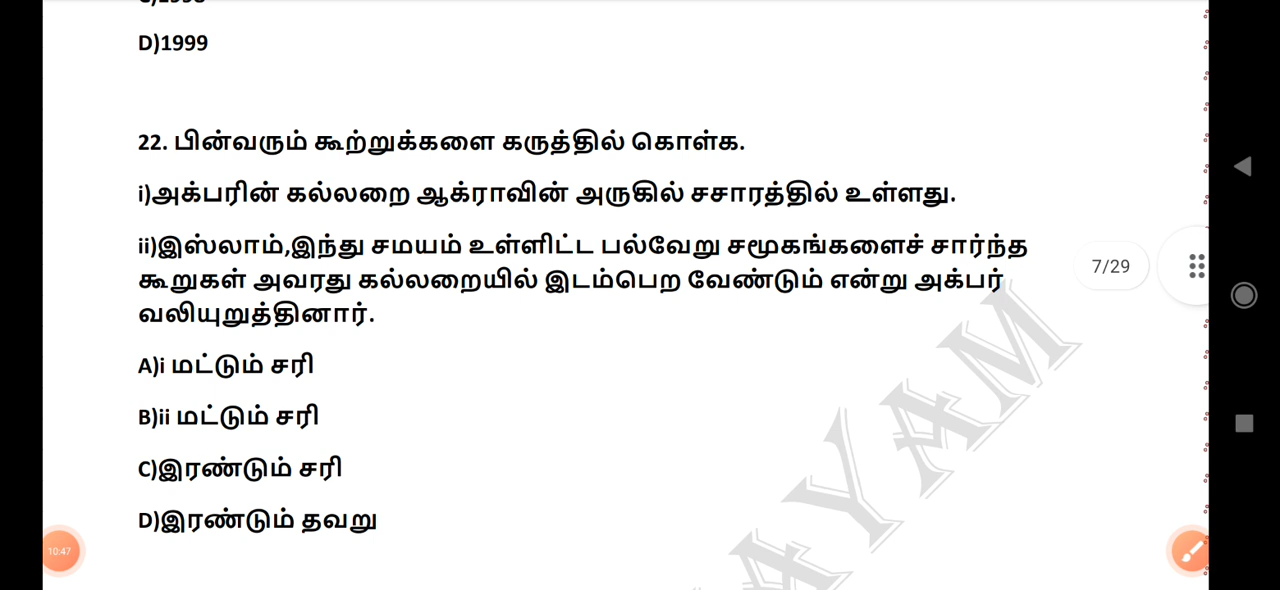 D)1999
22. பின்வரும் கூற்றுக்களை கருத்தில் கொள்க.
i)அக்பரின் கல்லறை ஆக்ராவின் அருகில் சசாரத்தில் உள்ளது.
ii)இஸ்லாம்,இந்து சமயம் உள்ளிட்ட பல்வேறு சமூகங்களைச் சார்ந்த
கூறுகள் அவரது கல்லறையில் இடம்பெற வேண்டும் என்று அக்பர்
வலியுறுத்தினார்.
7/29
A)i மட்டும் சரி
B)ii மட்டும் சரி
C)இரண்டும் சரி
D)இரண்டும் தவறு
10:47
AYAM